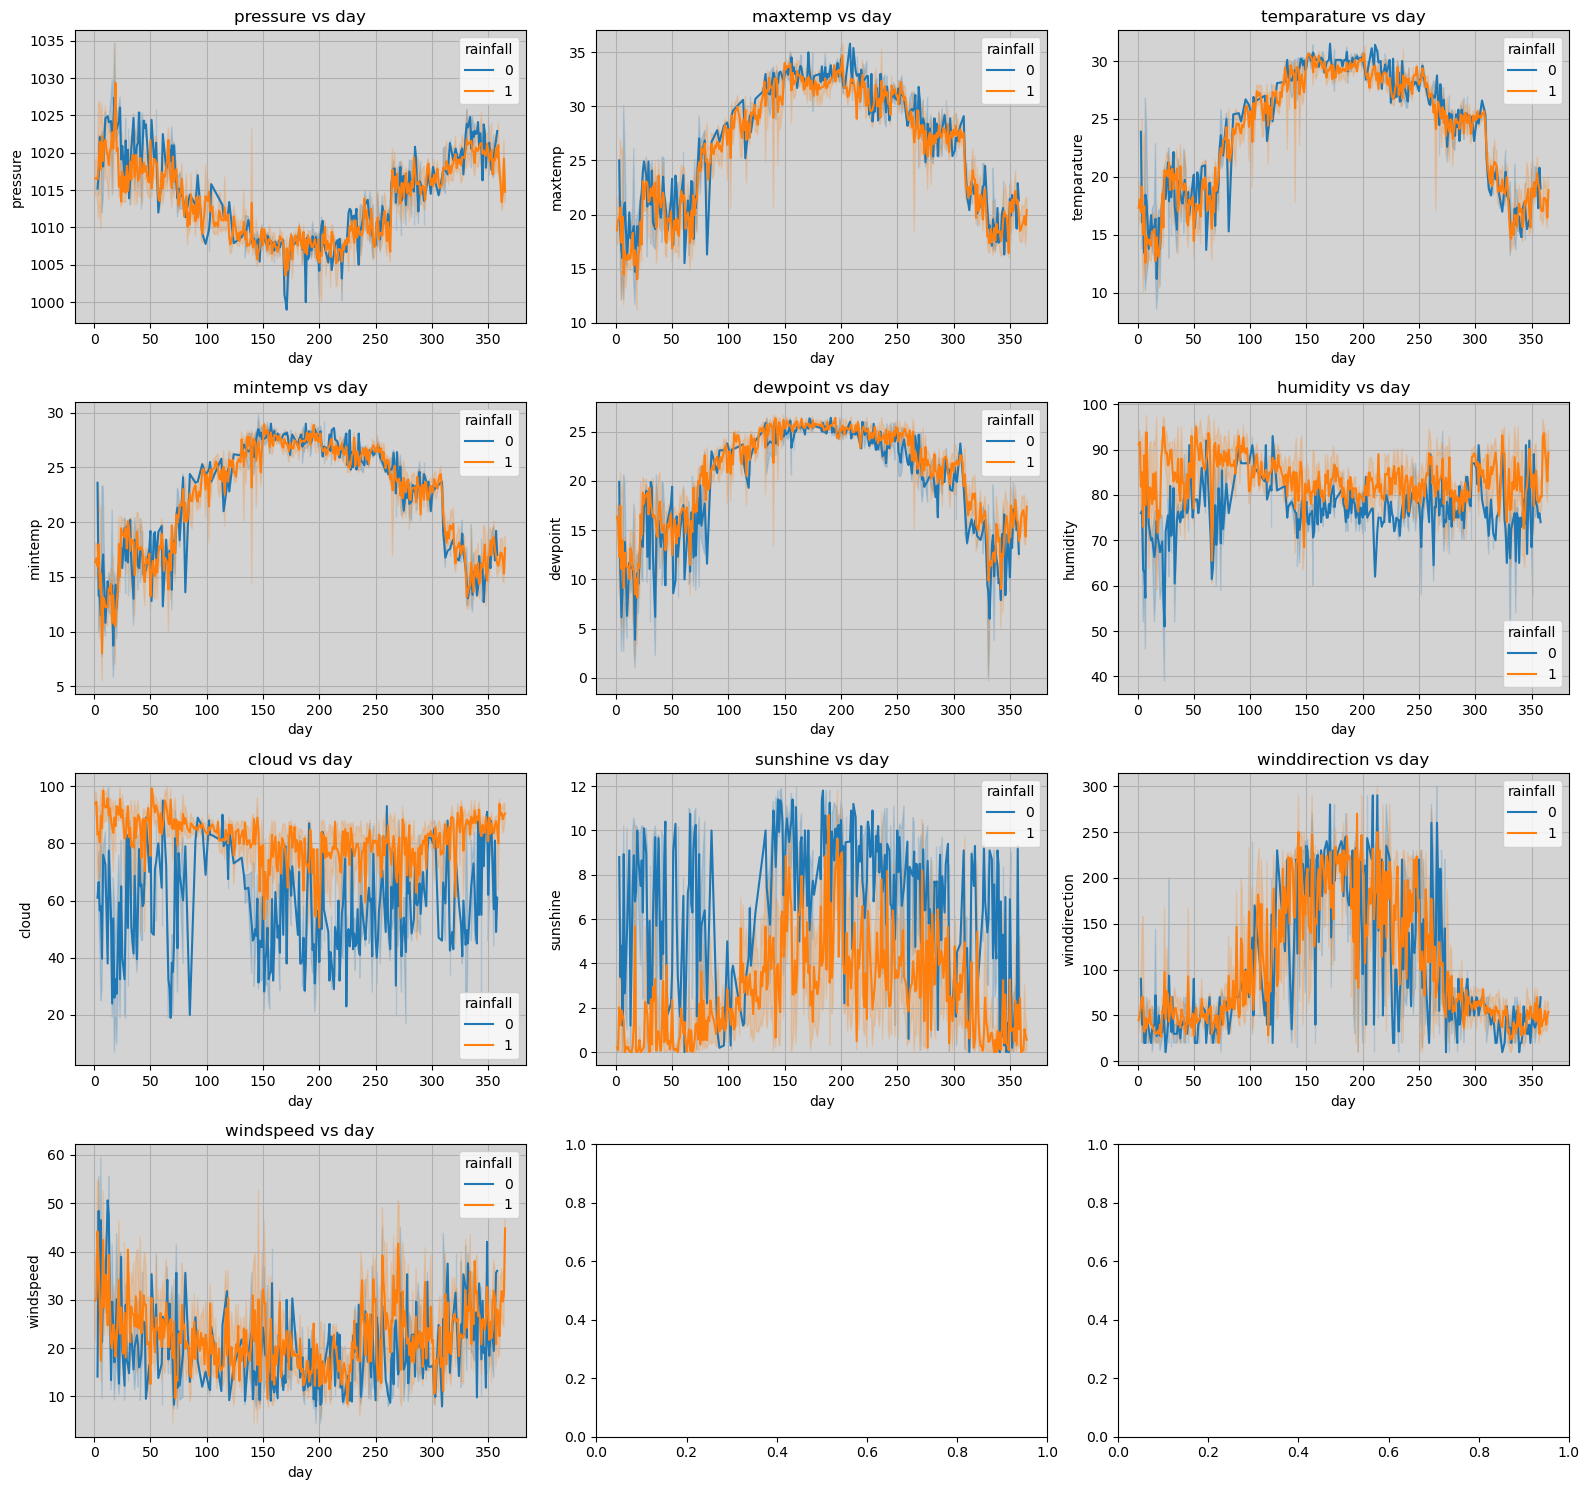 pressure vs day
maxtemp vs day
temparature vs day
pressure
1035
1030
1025
1020
1015
1010
1005
1000
rainfall
0
1
0 50 100 150 200 250 300 350
day
maxtemp
35
30
25
20
15
10
rainfall
0
1
0 50 100 150 200 250 300 350
day
temparature
30
25
20
15
10
rainfall
0
1
0 50 100 150 200 250 300 350
day
mintemp vs day
dewpoint vs day
humidity vs day
mintemp
30
25
20
15
10
5
rainfall
0
1
0 50 100 150 200 250 300 350
day
dewpoint
25
20
15
10
5
0
rainfall
0
1
0 50 100 150 200 250 300 350
day
humidity
100
90
80
70
60
50
40
rainfall
0
1
0 50 100 150 200 250 300 350
day
cloud vs day
sunshine vs day
winddirection vs day
cloud
100
80
60
40
20
rainfall
0
1
0 50 100 150 200 250 300 350
day
sunshine
12
10
8
6
4
2
0
rainfall
0
1
0 50 100 150 200 250 300 350
day
winddirection
300
250
200
150
100
50
0
rainfall
0
1
0 50 100 150 200 250 300 350
day
windspeed vs day
windspeed
60
50
40
30
20
10
rainfall
0
1
0 50 100 150 200 250 300 350
day
1.0
0.8
0.6
0.4
0.2
0.0
0.0 0.2 0.4 0.6 0.8 1.0
1.0
0.8
0.6
0.4
0.2
0.0
0.0 0.2 0.4 0.6 0.8 1.0